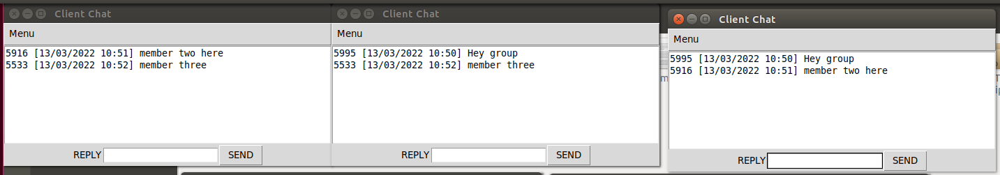 Client Chat
Menu
5916 [13/03/2022 10:51] member two here
5533 [13/03/2022 10:52] member three
REPLY SEND
Client Chat
Menu
5995 [13/03/2022 10:50] Hey group
5533 [13/03/2022 10:52] member three
REPLY SEND
Client Chat
Menu
5995 [13/03/2022 10:50] Hey group
5916 [13/03/2022 10:51] member two here
REPLY SEND